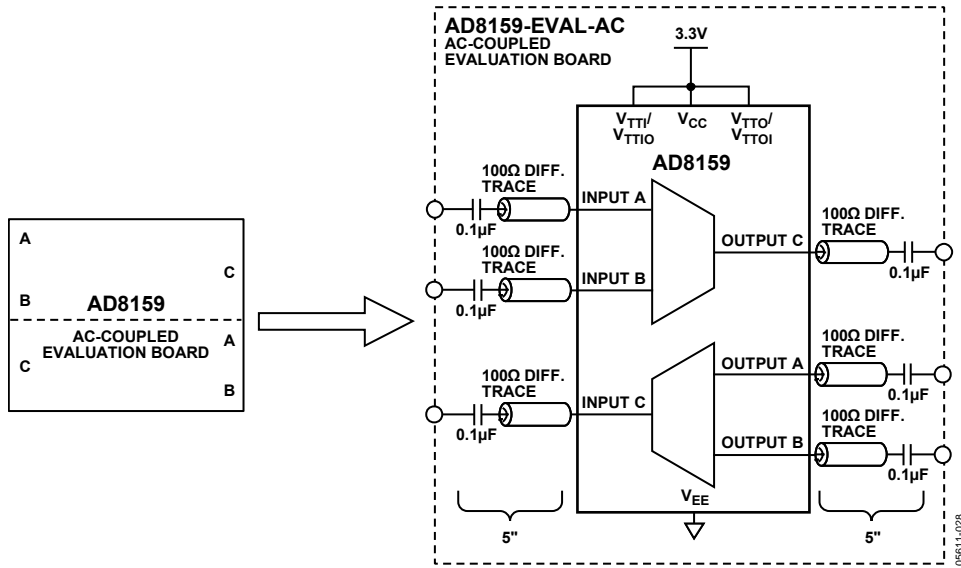 A
C
B
AD8159
AC-COUPLED
EVALUATION BOARD
A
C
B
AD8159-EVAL-AC
AC-COUPLED
EVALUATION BOARD
3.3V
VTTI/
VTTIO
VCC
VTTO/
VTTOI
AD8159
100Ω DIFF.
TRACE
INPUT A
0.1µF
100Ω DIFF.
TRACE
INPUT B
0.1µF
100Ω DIFF.
TRACE
OUTPUT C
0.1µF
100Ω DIFF.
TRACE
INPUT C
0.1µF
100Ω DIFF.
TRACE
OUTPUT A
0.1µF
100Ω DIFF.
TRACE
OUTPUT B
0.1µF
VEE
5"
5"
05611-028